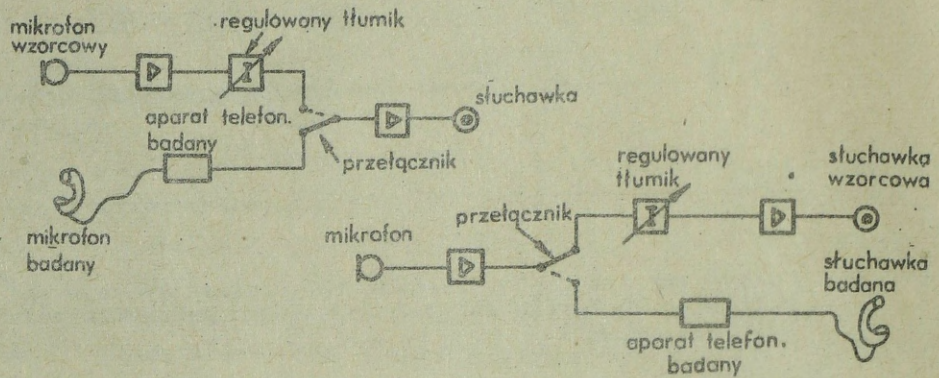 mikrofon
wzorcowy
regulowany tłumik
aparat telefon.
badany
słuchawka
przełącznik
mikrofon
badany
regulowany
tłumik
słuchawka
wzorcowa
przełącznik
mikrofon
słuchawka
badana
aparat telefon.
badany